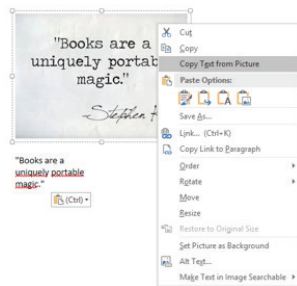 "Books are a
uniquely portab
magic."
Stephen K
"Books are a
uniquely portable
magic."
(Ctrl)
Cut
Copy
Copy Text from Picture
Paste Options:
Save As...
Link... (Ctrl+K)
Copy Link to Paragraph
Order
Rotate
Move
Resize
Restore to Original Size
Set Picture as Background
Alt Text...
Make Text in Image Searchable